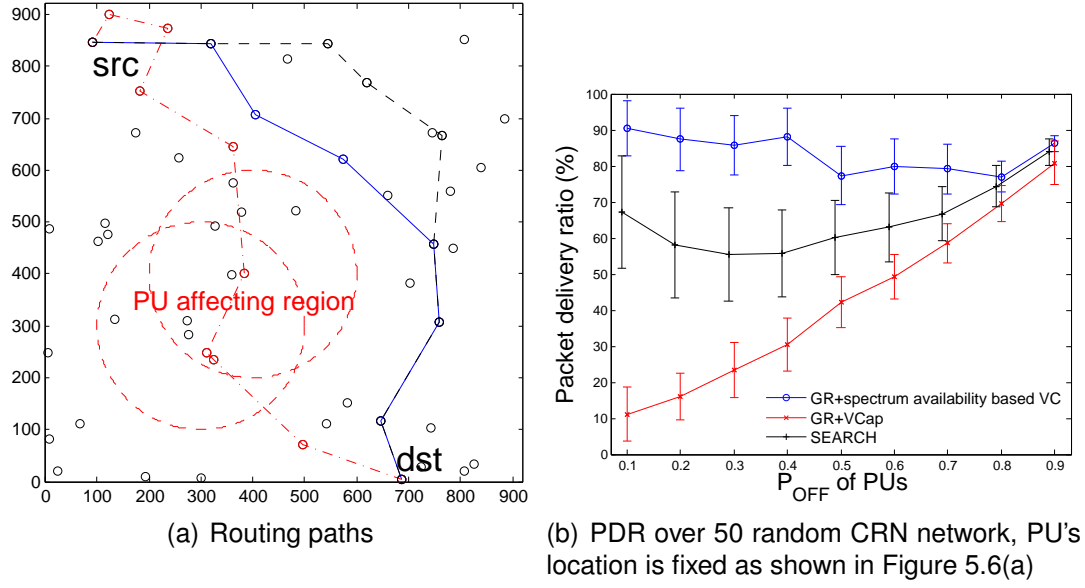 900
800
700
600
500
400
300
200
100
0
0 100 200 300 400 500 600 700 800 900
src
PU affecting region
dst
(a) Routing paths
Packet delivery ratio (%)
100
90
80
70
60
50
40
30
20
10
0
0.1 0.2 0.3 0.4 0.5 0.6 0.7 0.8 0.9
GR+spectrum availability based VC
GR+VCap
SEARCH
P_OFF of PUs
(b) PDR over 50 random CRN network, PU's
location is fixed as shown in Figure 5.6(a)